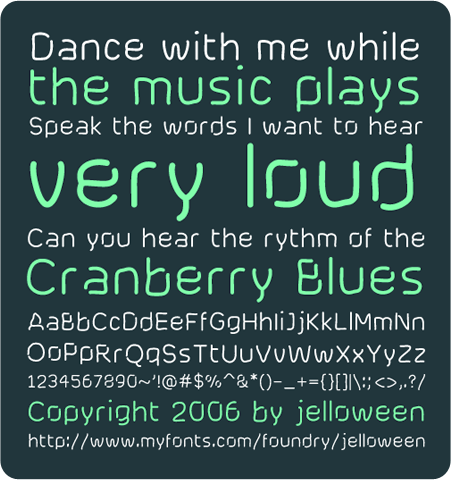 Dance with me while
the music plays
Speak the words I want to hear
very loud
Can you hear the rythm of the
Cranberry Blues
AaBbCcDdEeFfGgHhIiJjKkLlMmNn
OoPpRrQqSsTtUuVvWwXxYyZz
1234567890~'!@#$%^&*()-_+={}[]|\:;<>,.?/
Copyright 2006 by jelloween
http://www.myfonts.com/foundry/jelloween